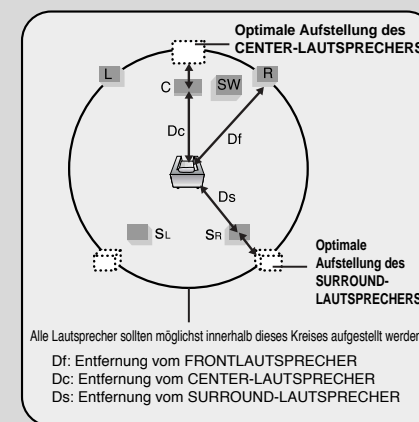 Optimale Aufstellung des
CENTER-LAUTSPRECHERS
L
C
SW
R
Dc
Df
Ds
SL
SR
Optimale
Aufstellung des
SURROUND-
LAUTSPRECHERS
Alle Lautsprecher sollten möglichst innerhalb dieses Kreises aufgestellt werden
Df: Entfernung vom FRONTLAUTSPRECHER
Dc: Entfernung vom CENTER-LAUTSPRECHER
Ds: Entfernung vom SURROUND-LAUTSPRECHER